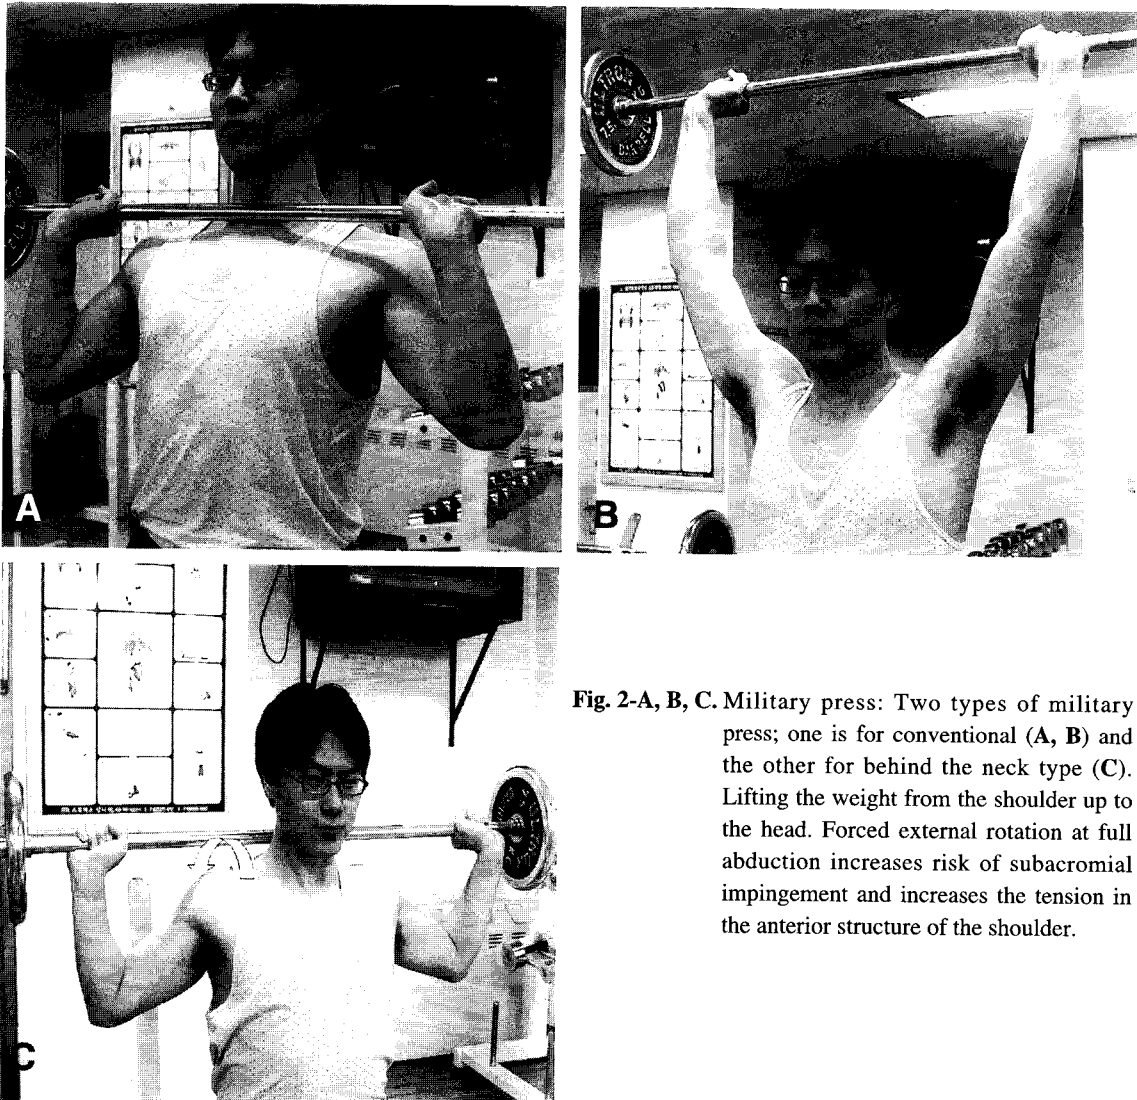 A
B
C
Fig. 2-A, B, C. Military press: Two types of military
press; one is for conventional (A, B) and
the other for behind the neck type (C).
Lifting the weight from the shoulder up to
the head. Forced external rotation at full
abduction increases risk of subacromial
impingement and increases the tension in
the anterior structure of the shoulder.